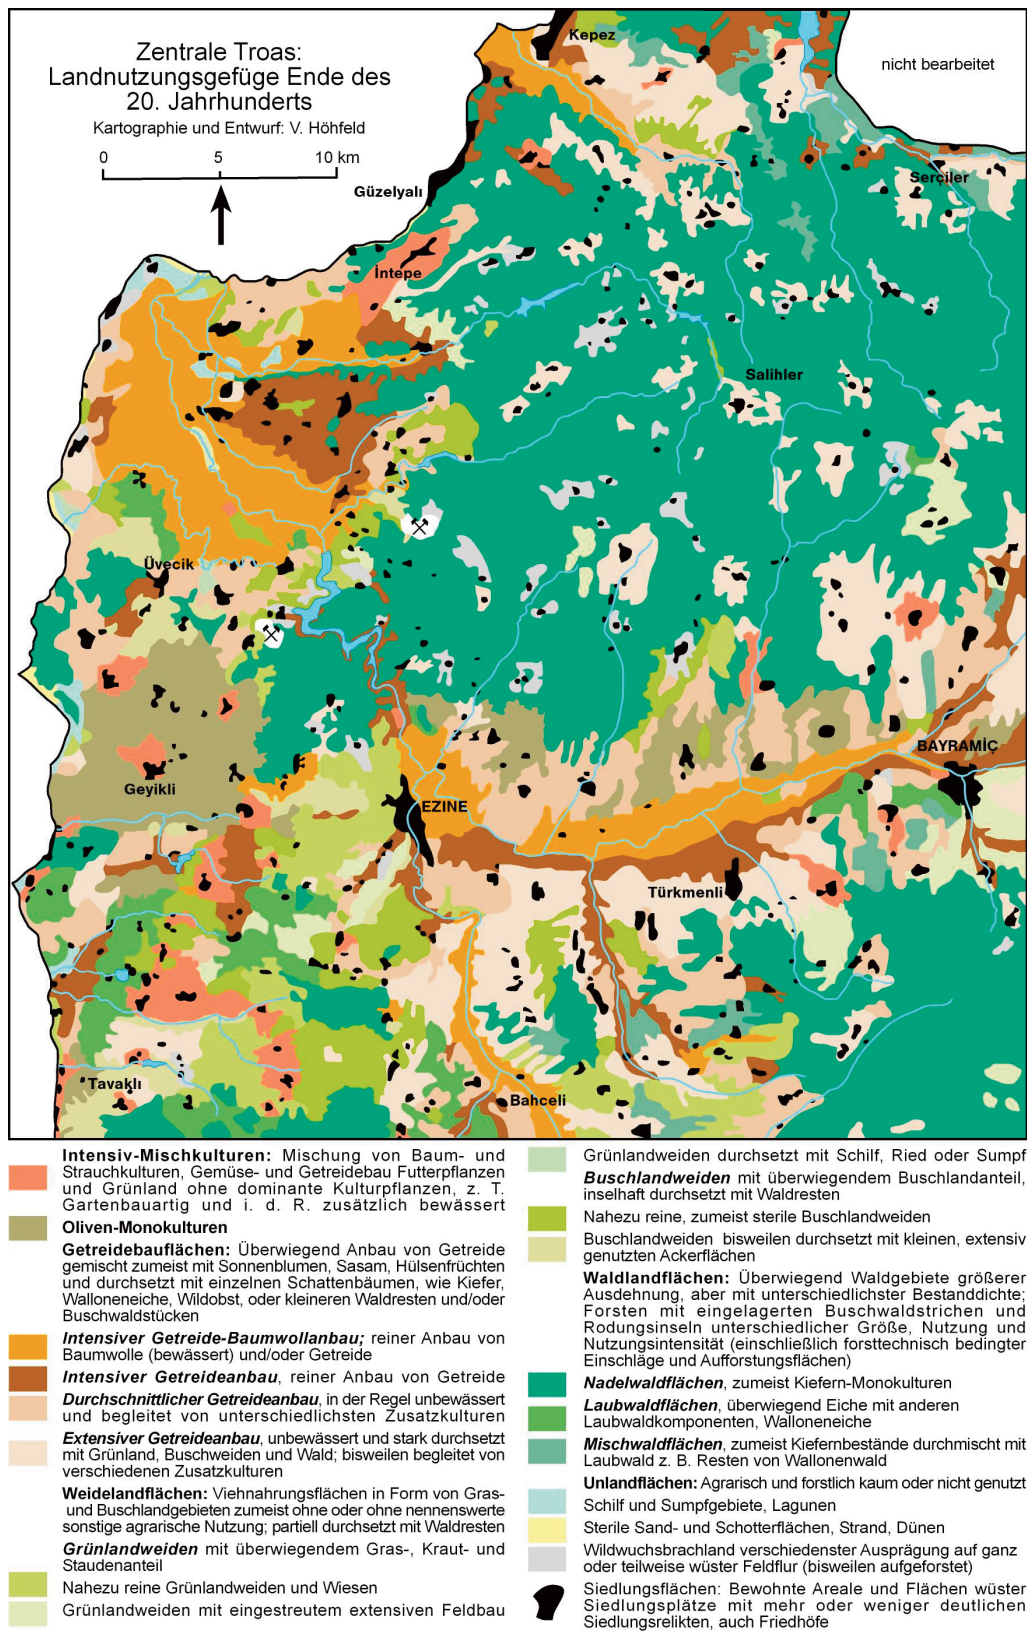 Zentrale Troas:
Landnutzungsgefüge Ende des
20. Jahrhunderts
Kartographie und Entwurf: V. Höhfeld
0 5 10 km
nicht bearbeitet
Kepez
Serçiler
Güzelyalı
İntepe
Salihler
Üvecik
BAYRAMİÇ
Geyikli
EZINE
Türkmenli
Tavaklı
Bahceli
Intensiv-Mischkulturen: Mischung von Baum- und
Strauchkulturen, Gemüse- und Getreidebau Futterpflanzen
und Grünland ohne dominante Kulturpflanzen, z. T.
Gartenbauartig und i. d. R. zusätzlich bewässert
Oliven-Monokulturen
Getreidebauflächen: Überwiegend Anbau von Getreide
gemischt zumeist mit Sonnenblumen, Sasam, Hülsenfrüchten
und durchsetzt mit einzelnen Schattenbäumen, wie Kiefer,
Walloneneiche, Wildobst, oder kleineren Waldresten und/oder
Buschwaldstücken
Intensiver Getreide-Baumwollanbau; reiner Anbau von
Baumwolle (bewässert) und/oder Getreide
Intensiver Getreideanbau, reiner Anbau von Getreide
Durchschnittlicher Getreideanbau, in der Regel unbewässert
und begleitet von unterschiedlichsten Zusatzkulturen
Extensiver Getreideanbau, unbewässert und stark durchsetzt
mit Grünland, Buschweiden und Wald; bisweilen begleitet von
verschiedenen Zusatzkulturen
Weidelandflächen: Viehnahrungsflächen in Form von Gras-
und Buschlandgebieten zumeist ohne oder ohne nennenswerte
sonstige agrarische Nutzung; partiell durchsetzt mit Waldresten
Grünlandweiden mit überwiegendem Gras-, Kraut- und
Staudenanteil
Nahezu reine Grünlandweiden und Wiesen
Grünlandweiden mit eingestreutem extensiven Feldbau
Grünlandweiden durchsetzt mit Schilf, Ried oder Sumpf
Buschlandweiden mit überwiegendem Buschlandanteil,
inselhaft durchsetzt mit Waldresten
Nahezu reine, zumeist sterile Buschlandweiden
Buschlandweiden bisweilen durchsetzt mit kleinen, extensiv
genutzten Ackerflächen
Waldlandflächen: Überwiegend Waldgebiete größerer
Ausdehnung, aber mit unterschiedlichster Bestanddichte;
Forsten mit eingelagerten Buschwaldstrichen und
Rodungsinseln unterschiedlicher Größe, Nutzung und
Nutzungsintensität (einschließlich forsttechnisch bedingter
Einschläge und Aufforstungsflächen)
Nadelwaldflächen, zumeist Kiefern-Monokulturen
Laubwaldflächen, überwiegend Eiche mit anderen
Laubwaldkomponenten, Walloneneiche
Mischwaldflächen, zumeist Kiefernbestände durchmischt mit
Laubwald z. B. Resten von Wallonenwald
Unlandflächen: Agrarisch und forstlich kaum oder nicht genutzt
Schilf und Sumpfgebiete, Lagunen
Sterile Sand- und Schotterflächen, Strand, Dünen
Wildwuchsbrachland verschiedenster Ausprägung auf ganz
oder teilweise wüster Feldflur (bisweilen aufgeforstet)
Siedlungsflächen: Bewohnte Areale und Flächen wüster
Siedlungsplätze mit mehr oder weniger deutlichen
Siedlungsrelikten, auch Friedhöfe